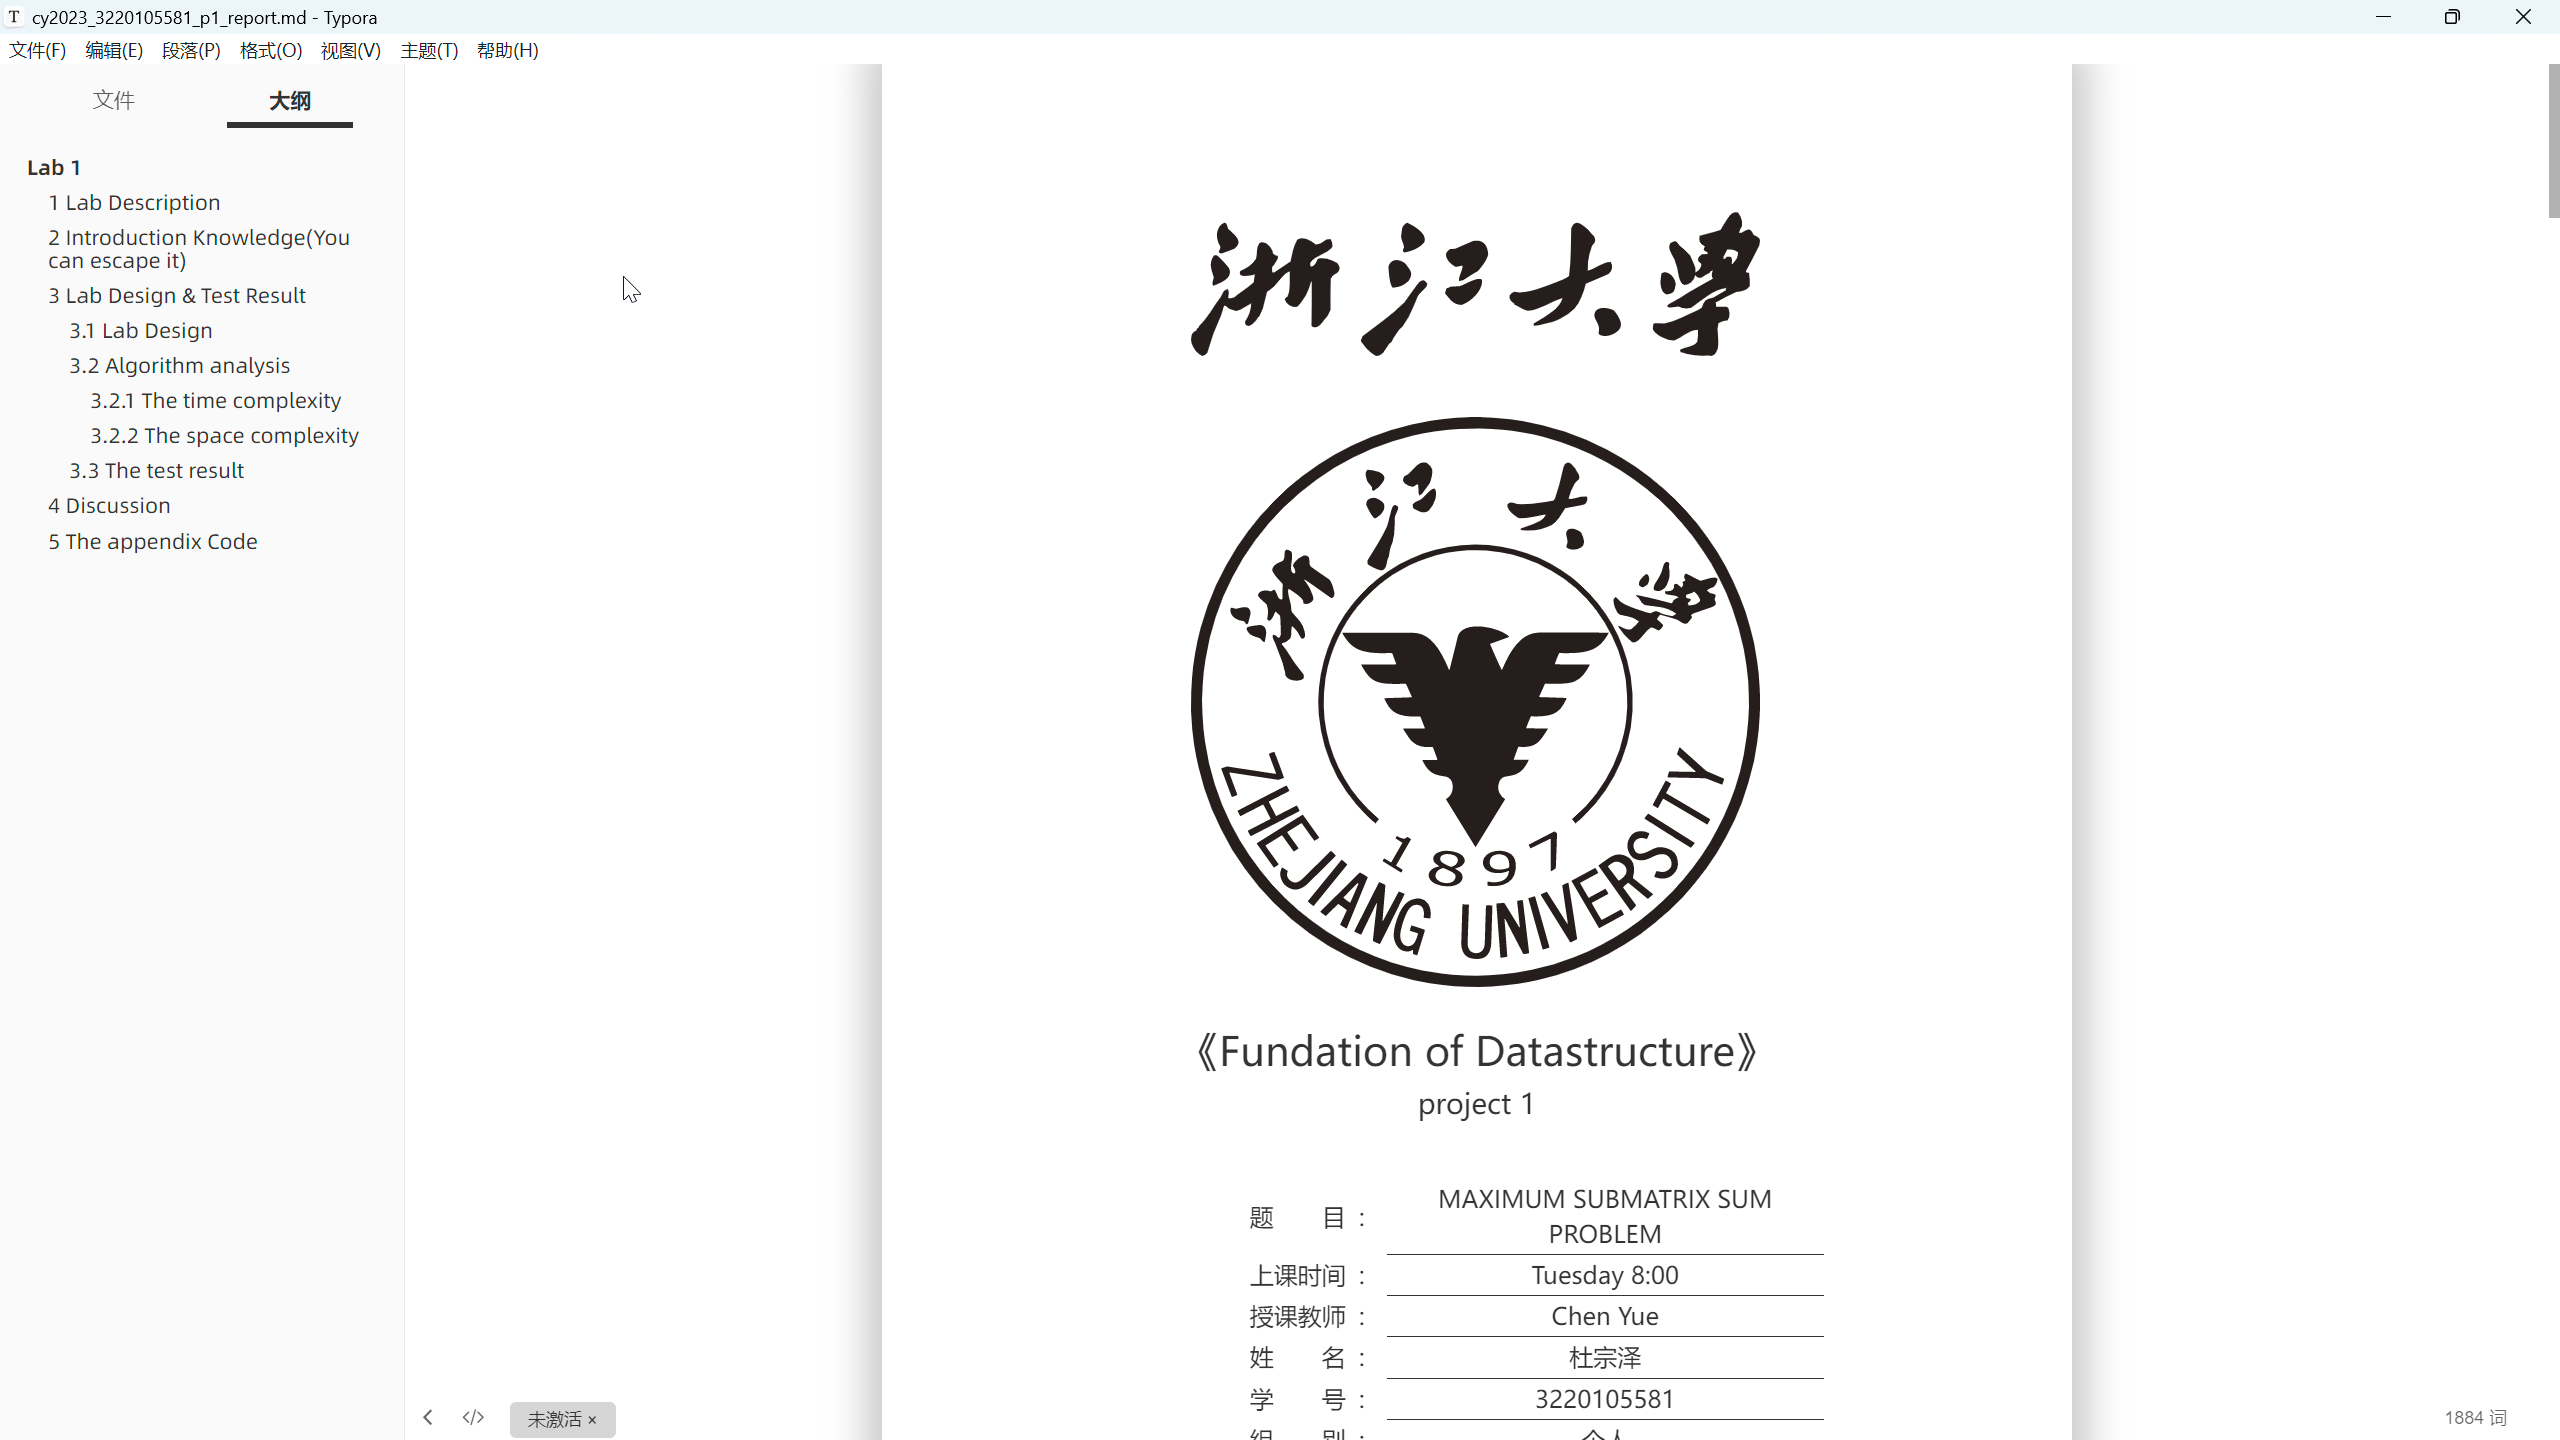 T cy2023_3220105581_p1_report.md - Typora
文件(F) 编辑(E) 段落(P) 格式(O) 视图(V) 主题(T) 帮助(H)
文件 大纲
Lab 1
1 Lab Description
2 Introduction Knowledge(You
can escape it)
3 Lab Design & Test Result
3.1 Lab Design
3.2 Algorithm analysis
3.2.1 The time complexity
3.2.2 The space complexity
3.3 The test result
4 Discussion
5 The appendix Code
浙江大学
浙江大学
1897
ZHEJIANG UNIVERSITY
《Fundation of Datastructure》
project 1
题 目 : MAXIMUM SUBMATRIX SUM
PROBLEM
上课时间 : Tuesday 8:00
授课教师 : Chen Yue
姓 名 : 杜宗泽
学 号 : 3220105581
组 别 : 个人
</> 未激活 ×
1884 词